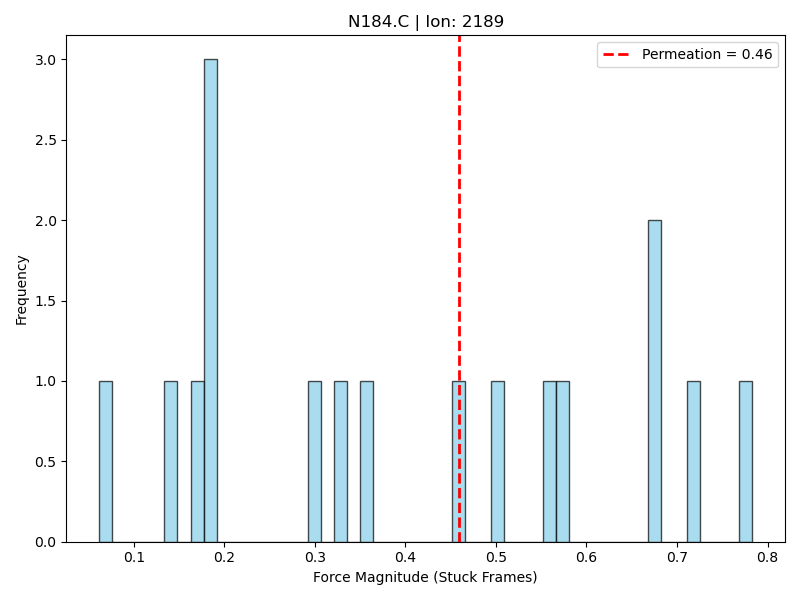 N184.C | Ion: 2189
Permeation = 0.46
Frequency
3.0
2.5
2.0
1.5
1.0
0.5
0.0
0.1 0.2 0.3 0.4 0.5 0.6 0.7 0.8
Force Magnitude (Stuck Frames)